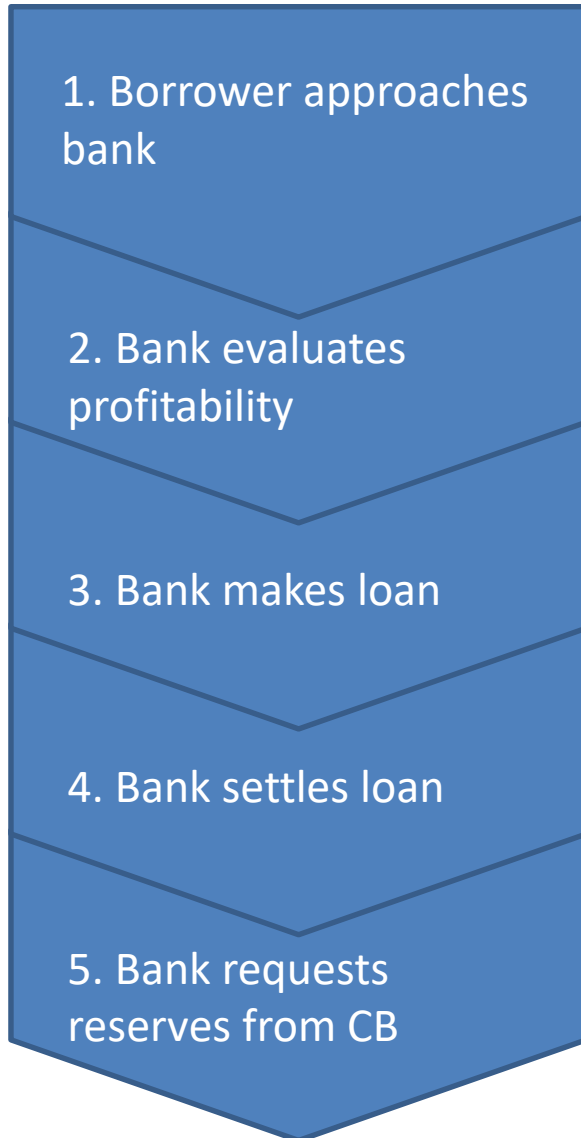 1. Borrower approaches
bank
2. Bank evaluates
profitability
3. Bank makes loan
4. Bank settles loan
5. Bank requests
reserves from CB